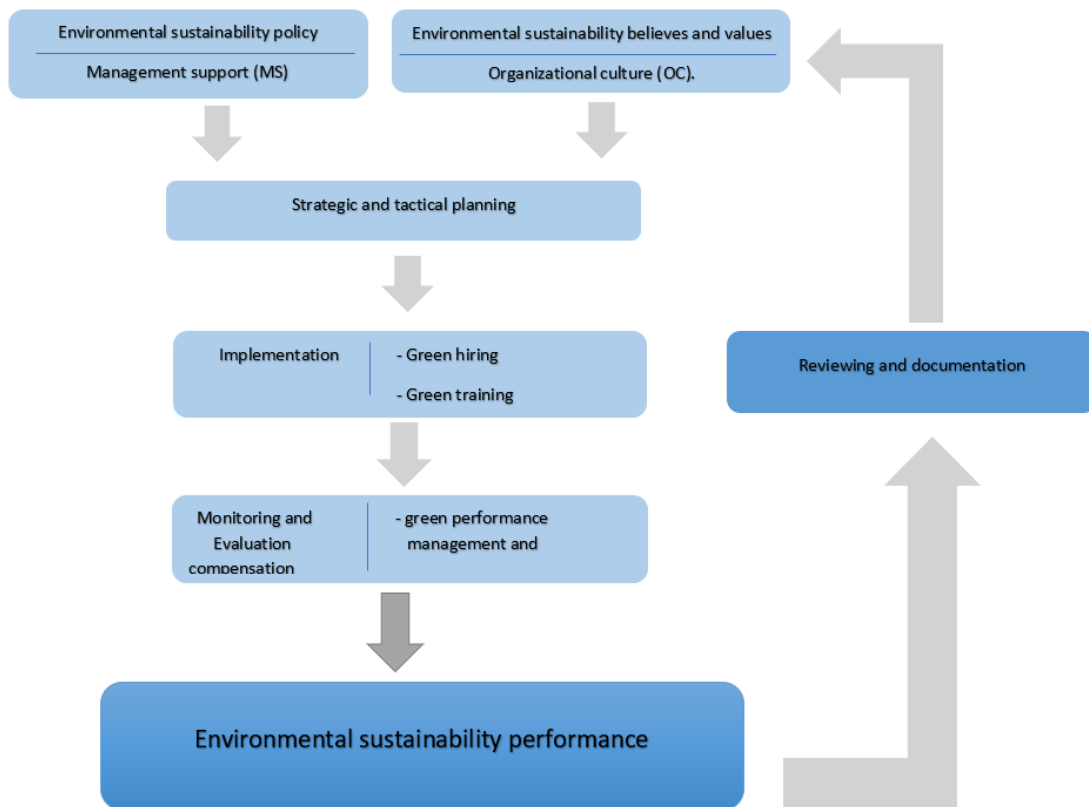 Environmental sustainability policy
Management support (MS)
Environmental sustainability believes and values
Organizational culture (OC).
Strategic and tactical planning
Implementation
- Green hiring
- Green training
Reviewing and documentation
Monitoring and
Evaluation
compensation
- green performance
management and
Environmental sustainability performance